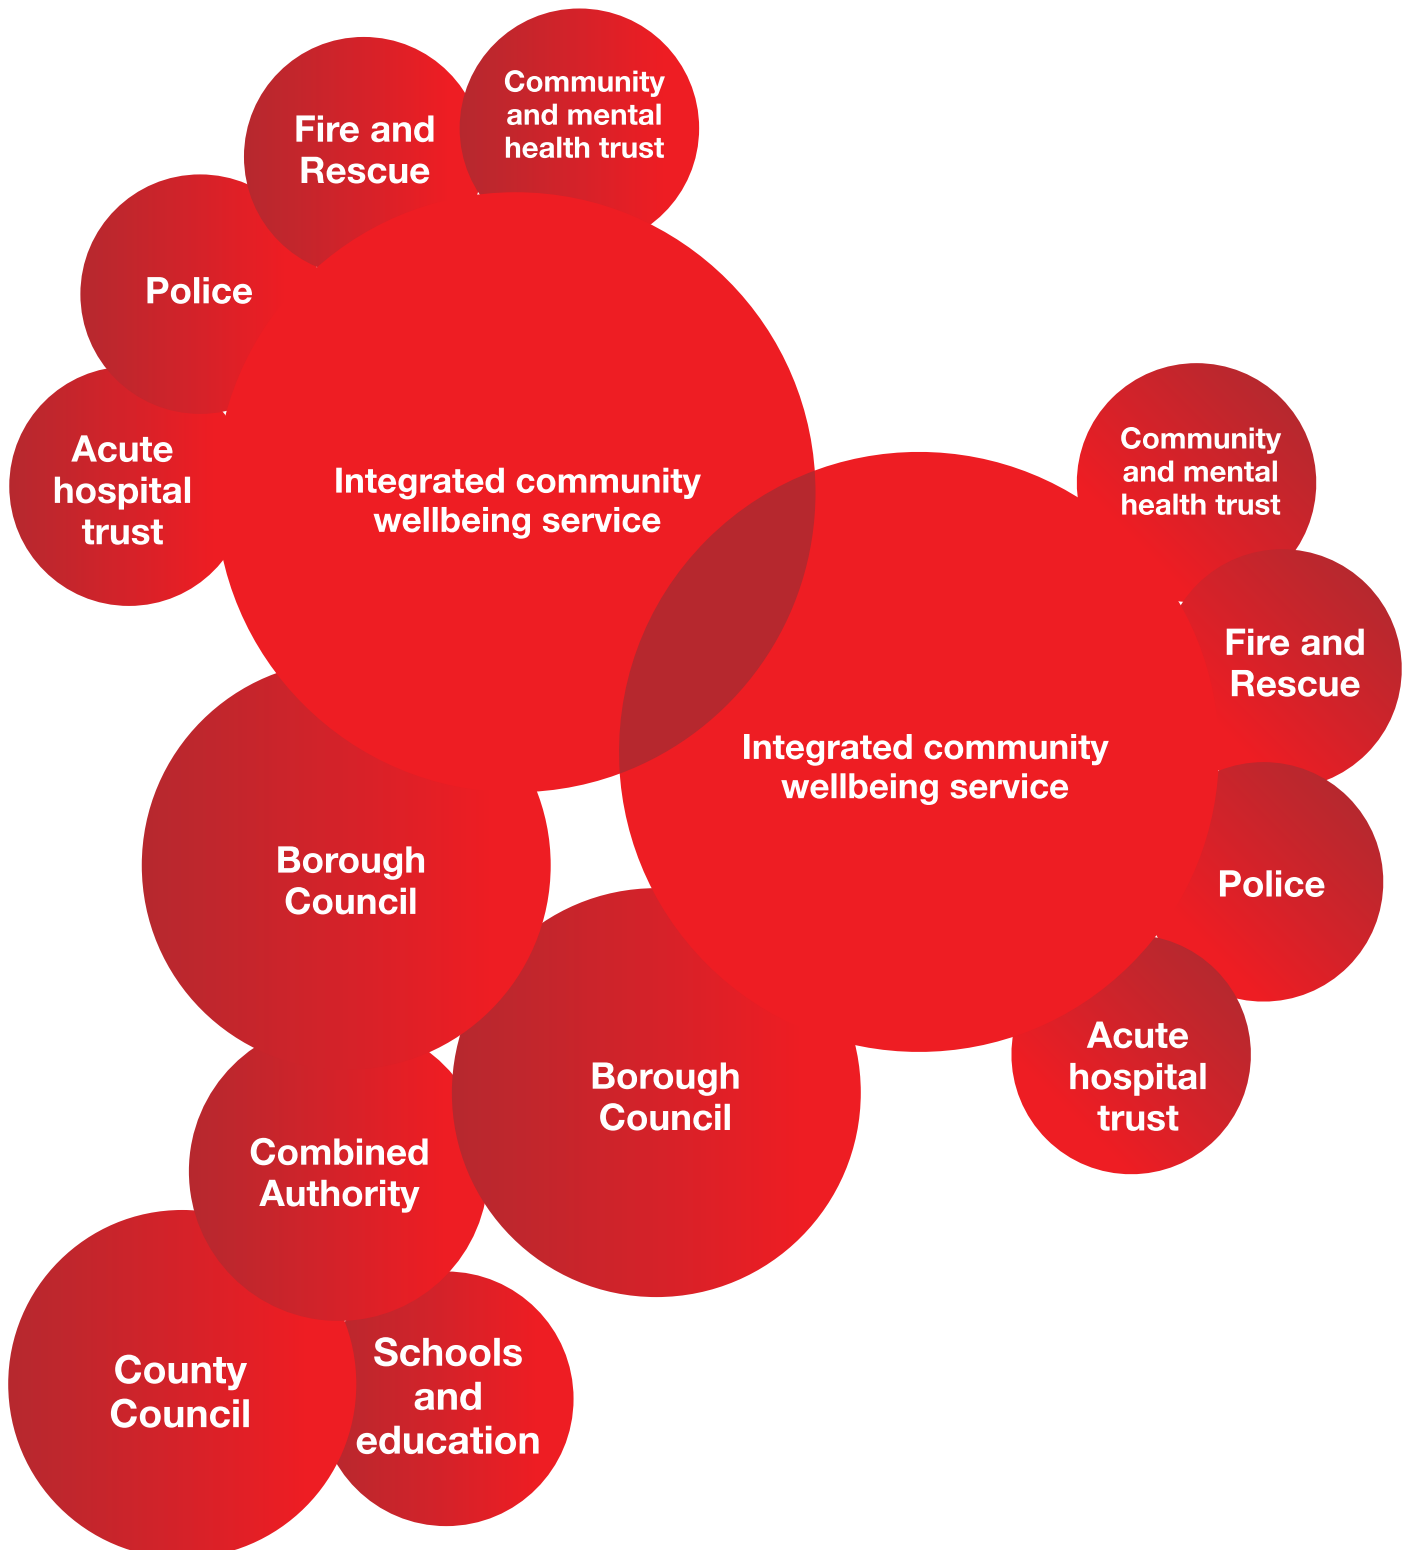 Community
and mental
health trust
Fire and
Rescue
Police
Acute
hospital
trust
Integrated community
wellbeing service
Community
and mental
health trust
Fire and
Rescue
Integrated community
wellbeing service
Police
Borough
Council
Borough
Council
Acute
hospital
trust
Combined
Authority
County
Council
Schools
and
education